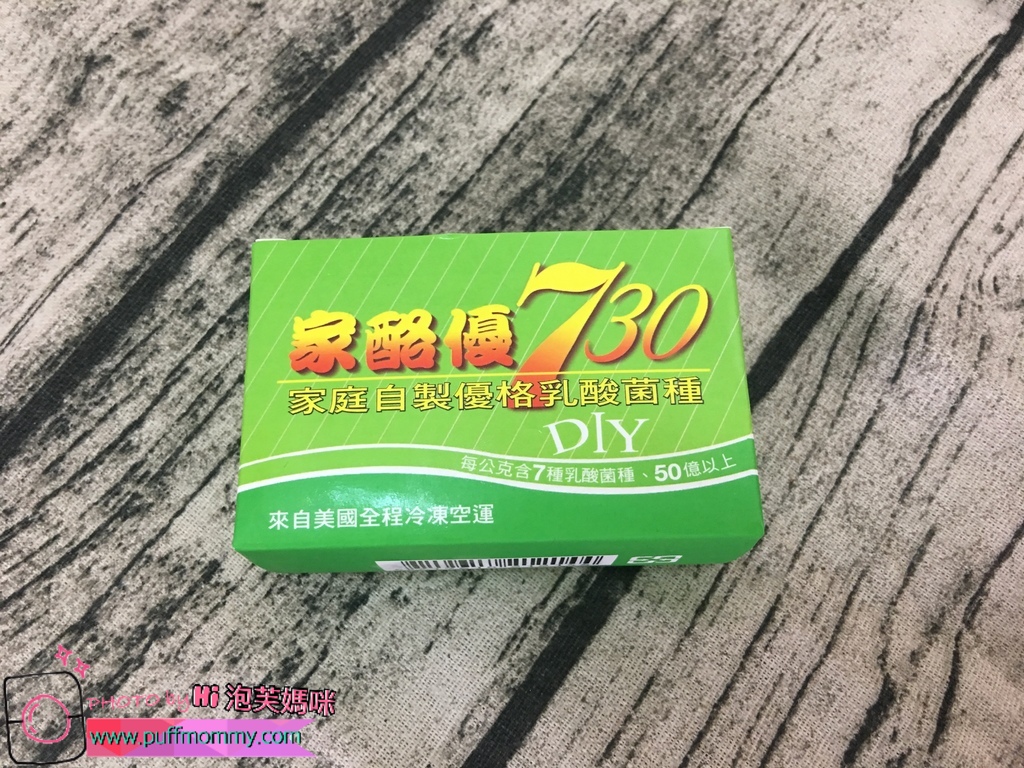 家酪優730
家庭自製優格乳酸菌種
DIY
每公克含7種乳酸菌種、50億以上
來自美國全程冷凍空運
PHOTO BY Hi 泡芙媽咪
www.puffmommy.com